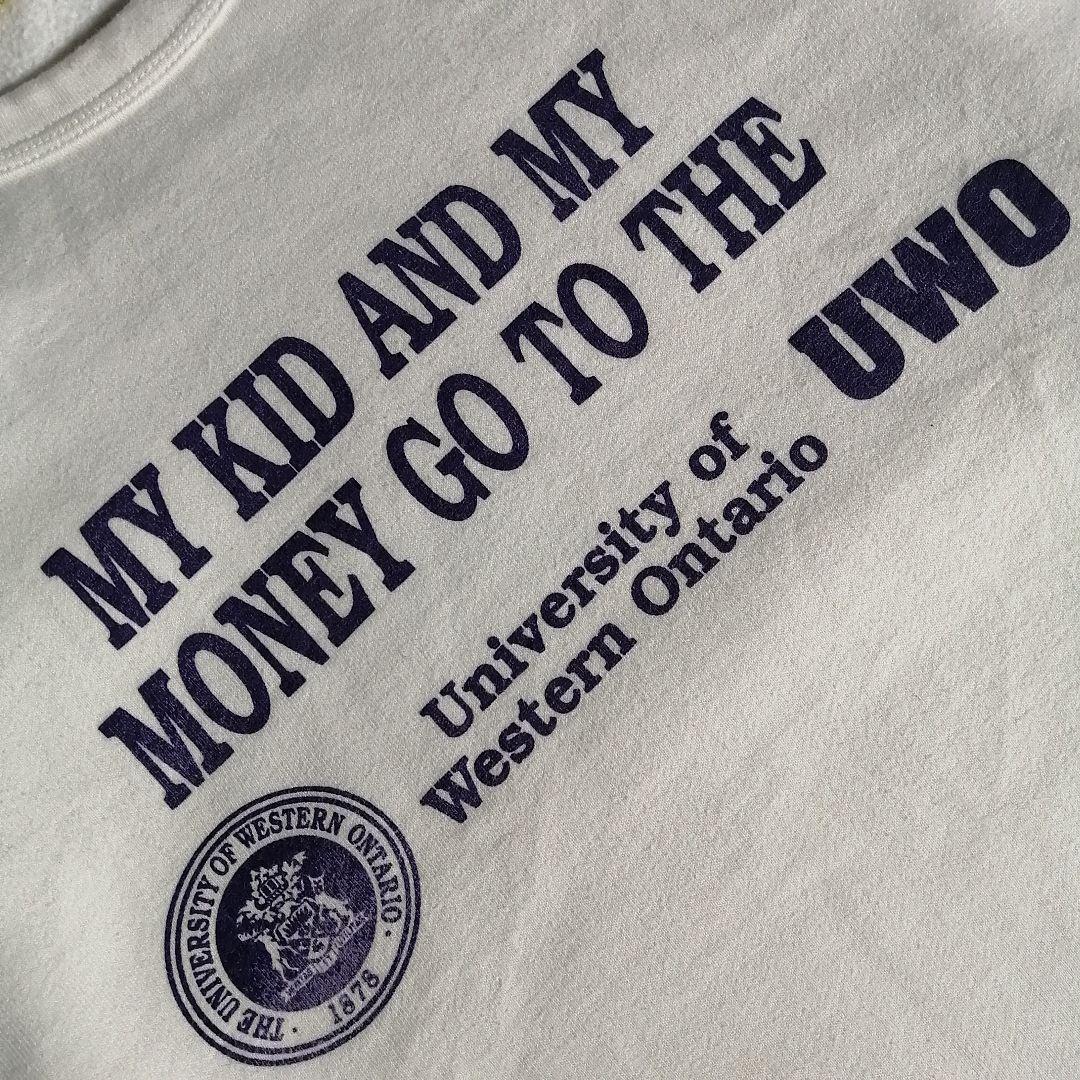 MY KID AND MY
MONEY GO TO THE
UWO
University of
Western Ontario
THE UNIVERSITY OF WESTERN ONTARIO · 1878 ·